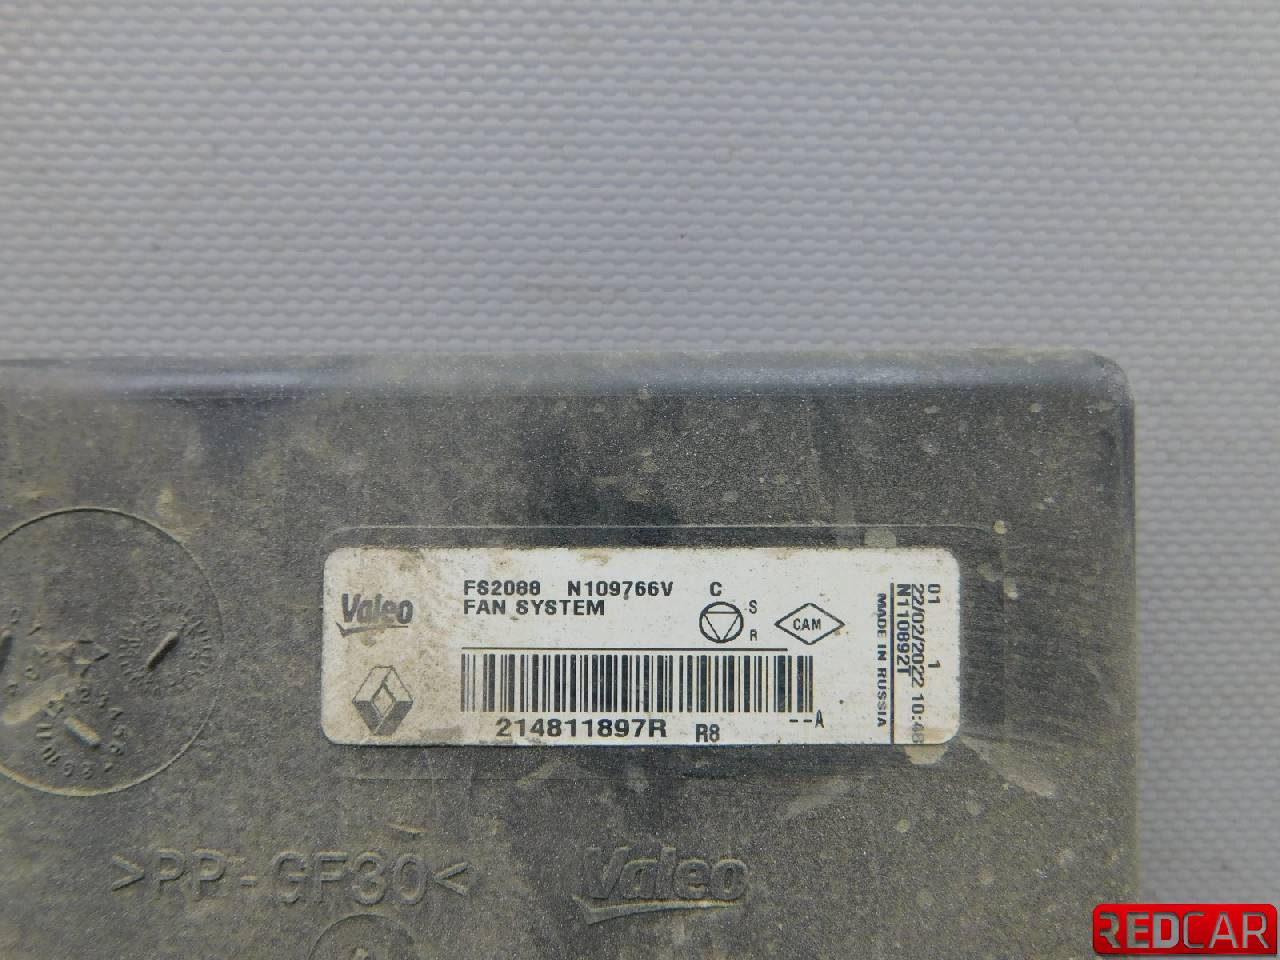 Valeo
FS2088 N109766V C
FAN SYSTEM
S
R
CAM
214811897R R8 --A
MADE IN RUSSIA
N110892T
22/02/2022 10:48
01 1
>PP-GF30<
Valeo
REDCAR